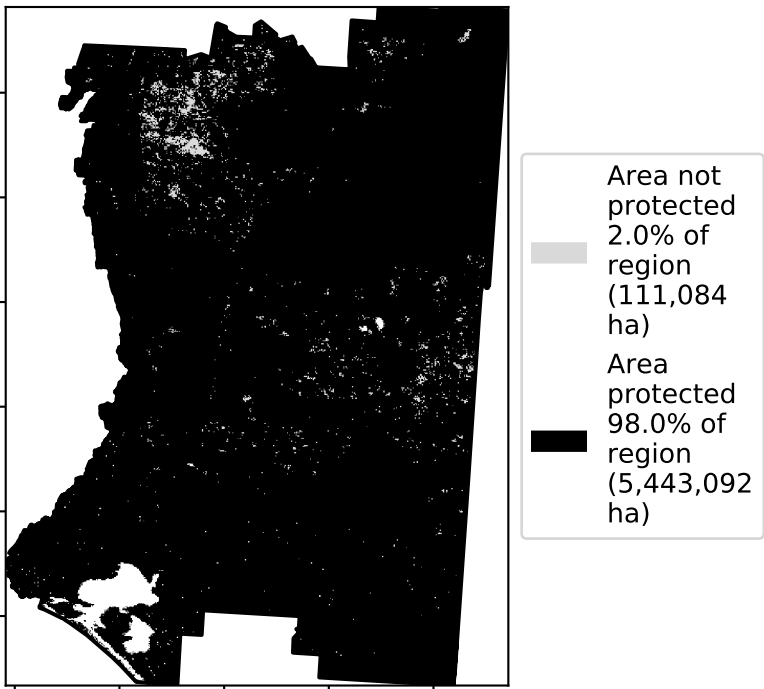 Area not
protected
2.0% of
region
(111,084
ha)
Area
protected
98.0% of
region
(5,443,092
ha)